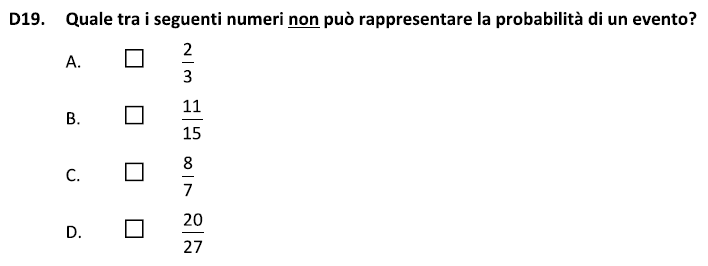 D19. Quale tra i seguenti numeri non può rappresentare la probabilità di un evento?
A. ☐ 2/3
B. ☐ 11/15
C. ☐ 8/7
D. ☐ 20/27